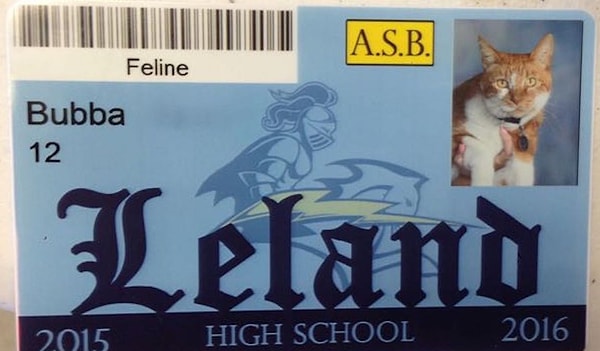 Feline
A.S.B.
Bubba
12
Leland
2015 HIGH SCHOOL 2016